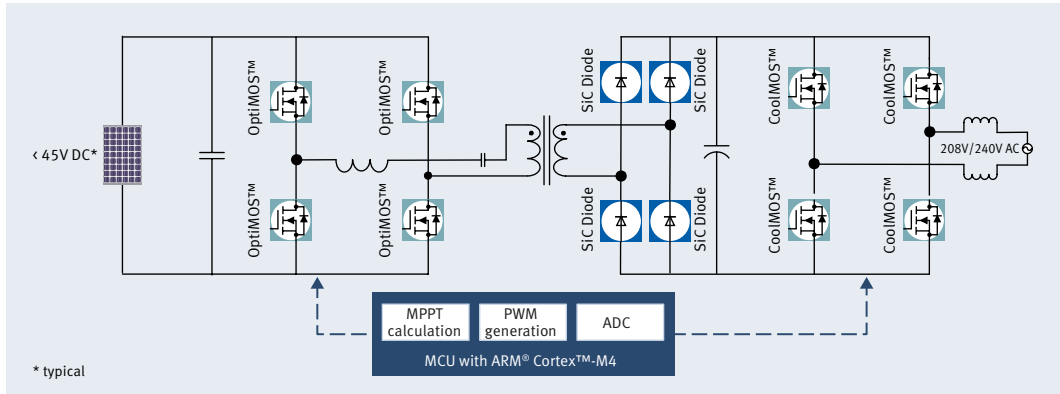 < 45V DC*
OptiMOS™
OptiMOS™
OptiMOS™
OptiMOS™
SiC Diode
SiC Diode
SiC Diode
SiC Diode
CoolMOS™
CoolMOS™
CoolMOS™
CoolMOS™
208V/240V AC
MPPT
calculation
PWM
generation
ADC
MCU with ARM® Cortex™-M4
* typical